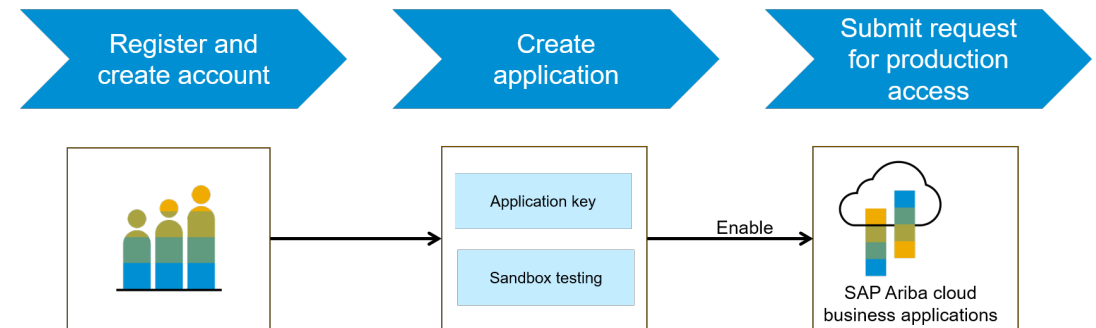 Register and
create account
Create
application
Submit request
for production
access
Application key
Sandbox testing
Enable
SAP Ariba cloud
business applications